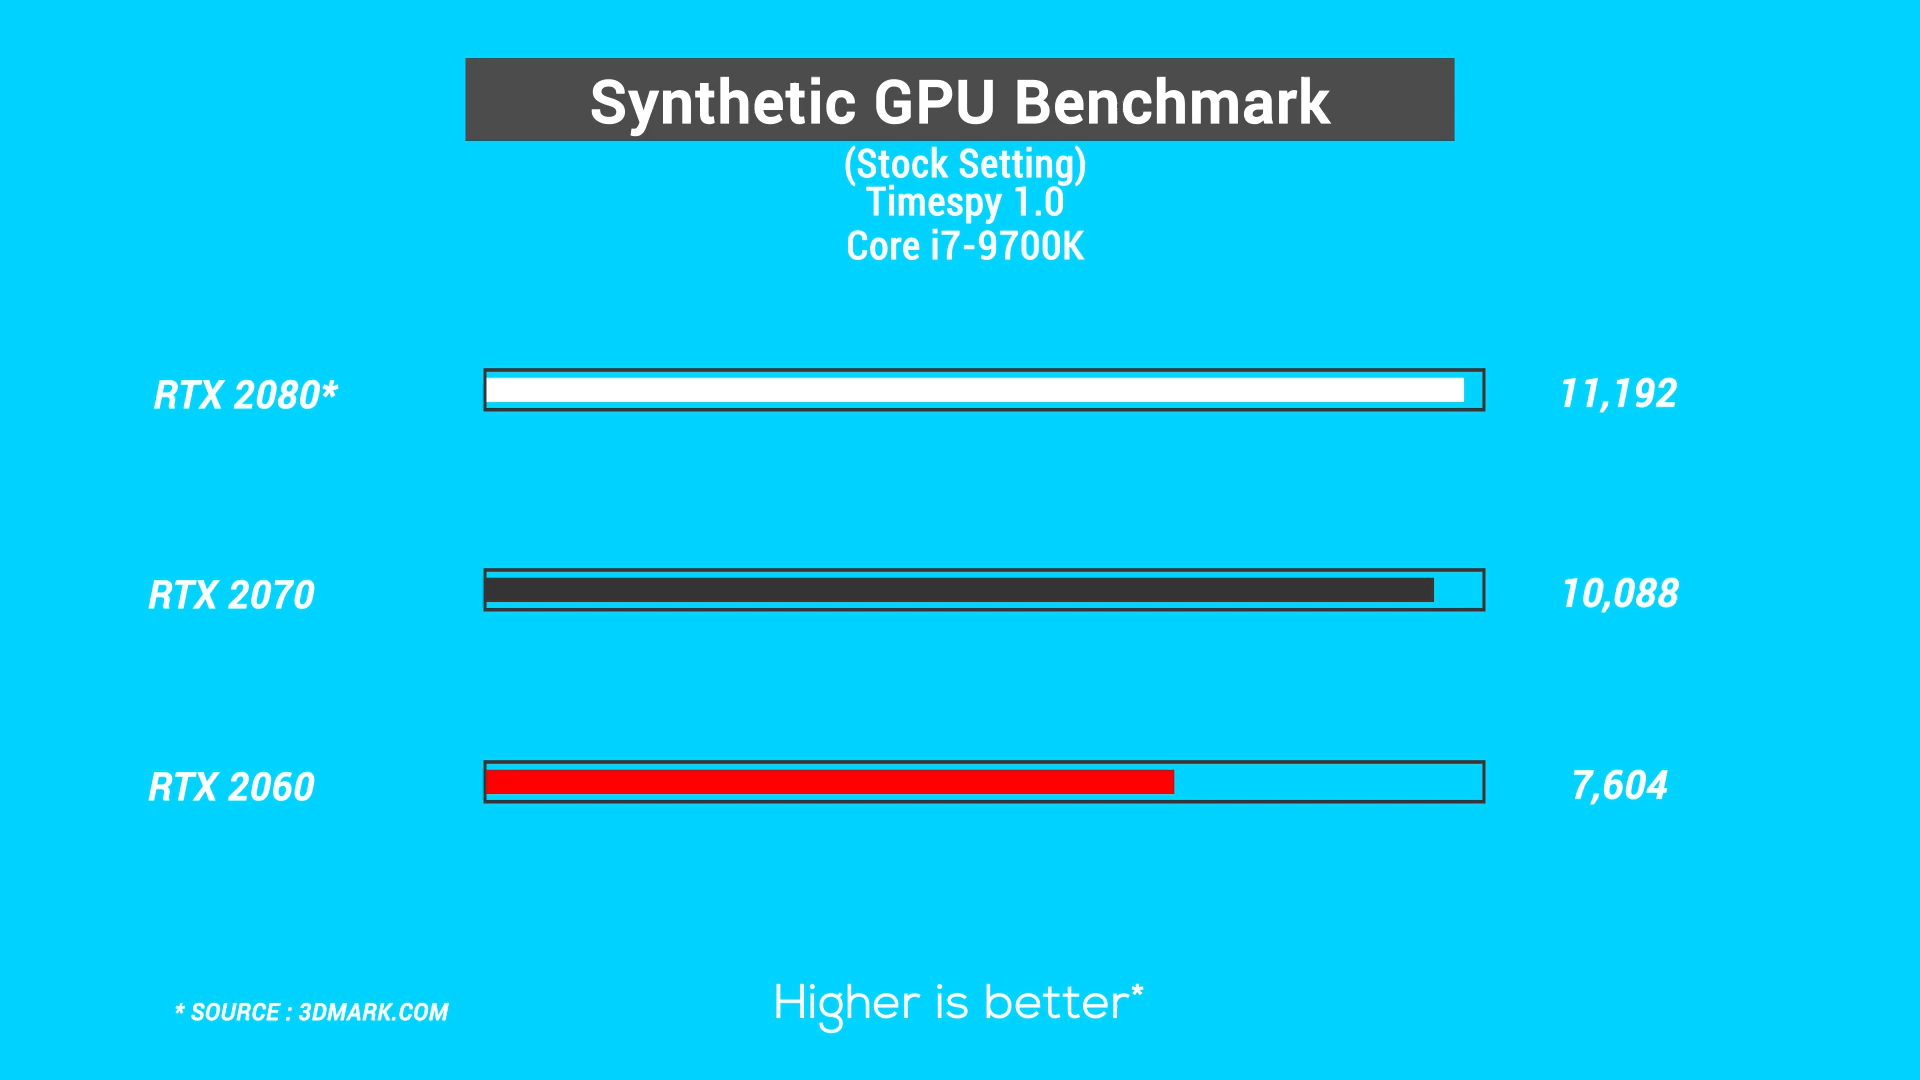 Synthetic GPU Benchmark
(Stock Setting)
Timespy 1.0
Core i7-9700K
RTX 2080* 11,192
RTX 2070 10,088
RTX 2060 7,604
* SOURCE : 3DMARK.COM
Higher is better*